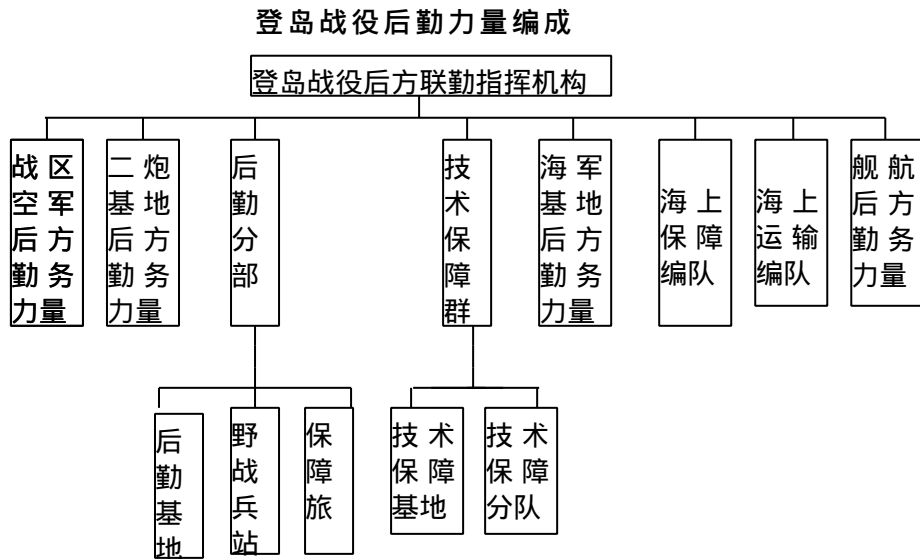 登岛战役后勤力量编成
登岛战役后方联勤指挥机构
战区
空军
后方
勤务
力量
二炮
基地
后方
勤务
力量
后
勤
分
部
技
术
保
障
群
海军
基地
后方
勤务
力量
海上
保障
编队
海上
运输
编队
舰航
后方
勤务
力量
后
勤
基
地
野
战
兵
站
保
障
旅
技术
保障
基地
技术
保障
分队